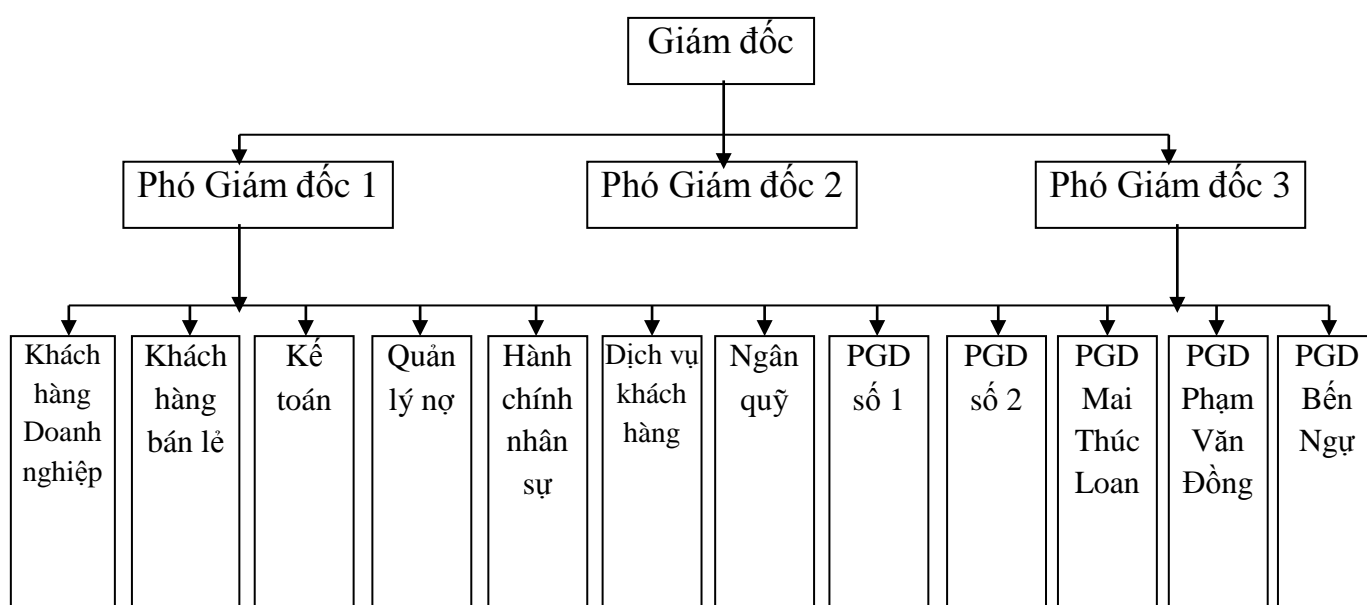 Giám đốc
Phó Giám đốc 1
Phó Giám đốc 2
Phó Giám đốc 3
Khách
hàng
Doanh
nghiệp
Khách
hàng
bán lẻ
Kế
toán
Quản
lý nợ
Hành
chính
nhân
sự
Dịch vụ
khách
hàng
Ngân
quỹ
PGD
số 1
PGD
số 2
PGD
Mai
Thúc
Loan
PGD
Phạm
Văn
Đồng
PGD
Bến
Ngự